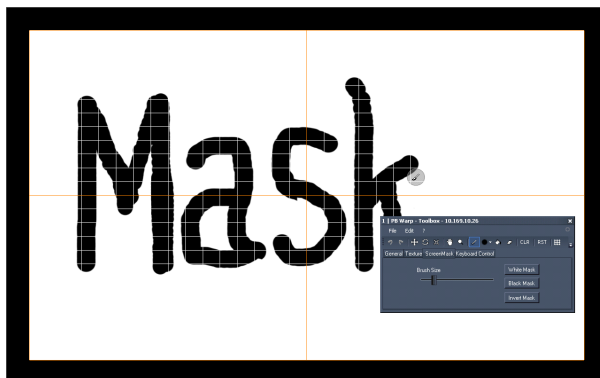 Mask
1 | PB Warp - Toolbox - 10.169.10.26
File Edit ?
CLR RST
General Texture ScreenMask Keyboard Control
Brush Size
White Mask
Black Mask
Invert Mask